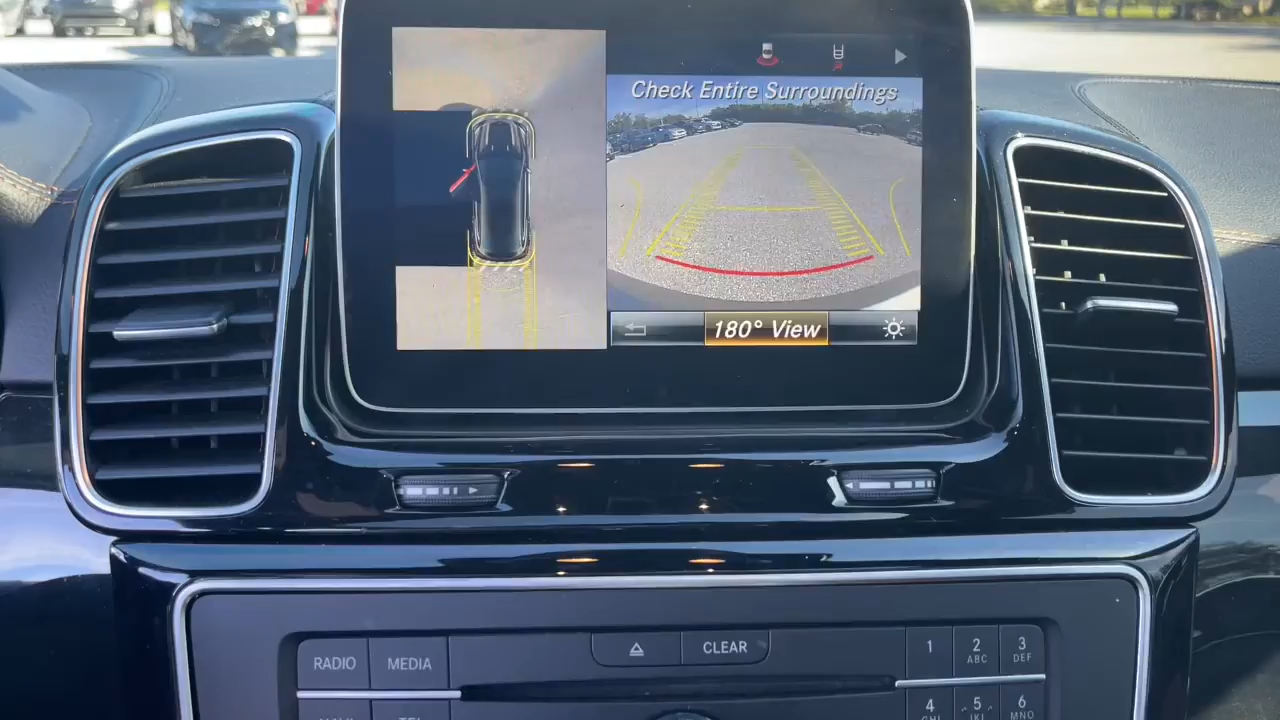 Check Entire Surroundings
180° View
RADIO
MEDIA
CLEAR
1
2
ABC
3
DEF
4
5
6
MNO